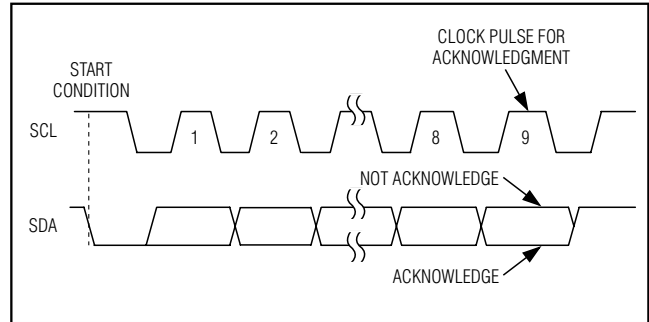 CLOCK PULSE FOR
ACKNOWLEDGMENT
START
CONDITION
SCL
1
2
8
9
NOT ACKNOWLEDGE
SDA
ACKNOWLEDGE